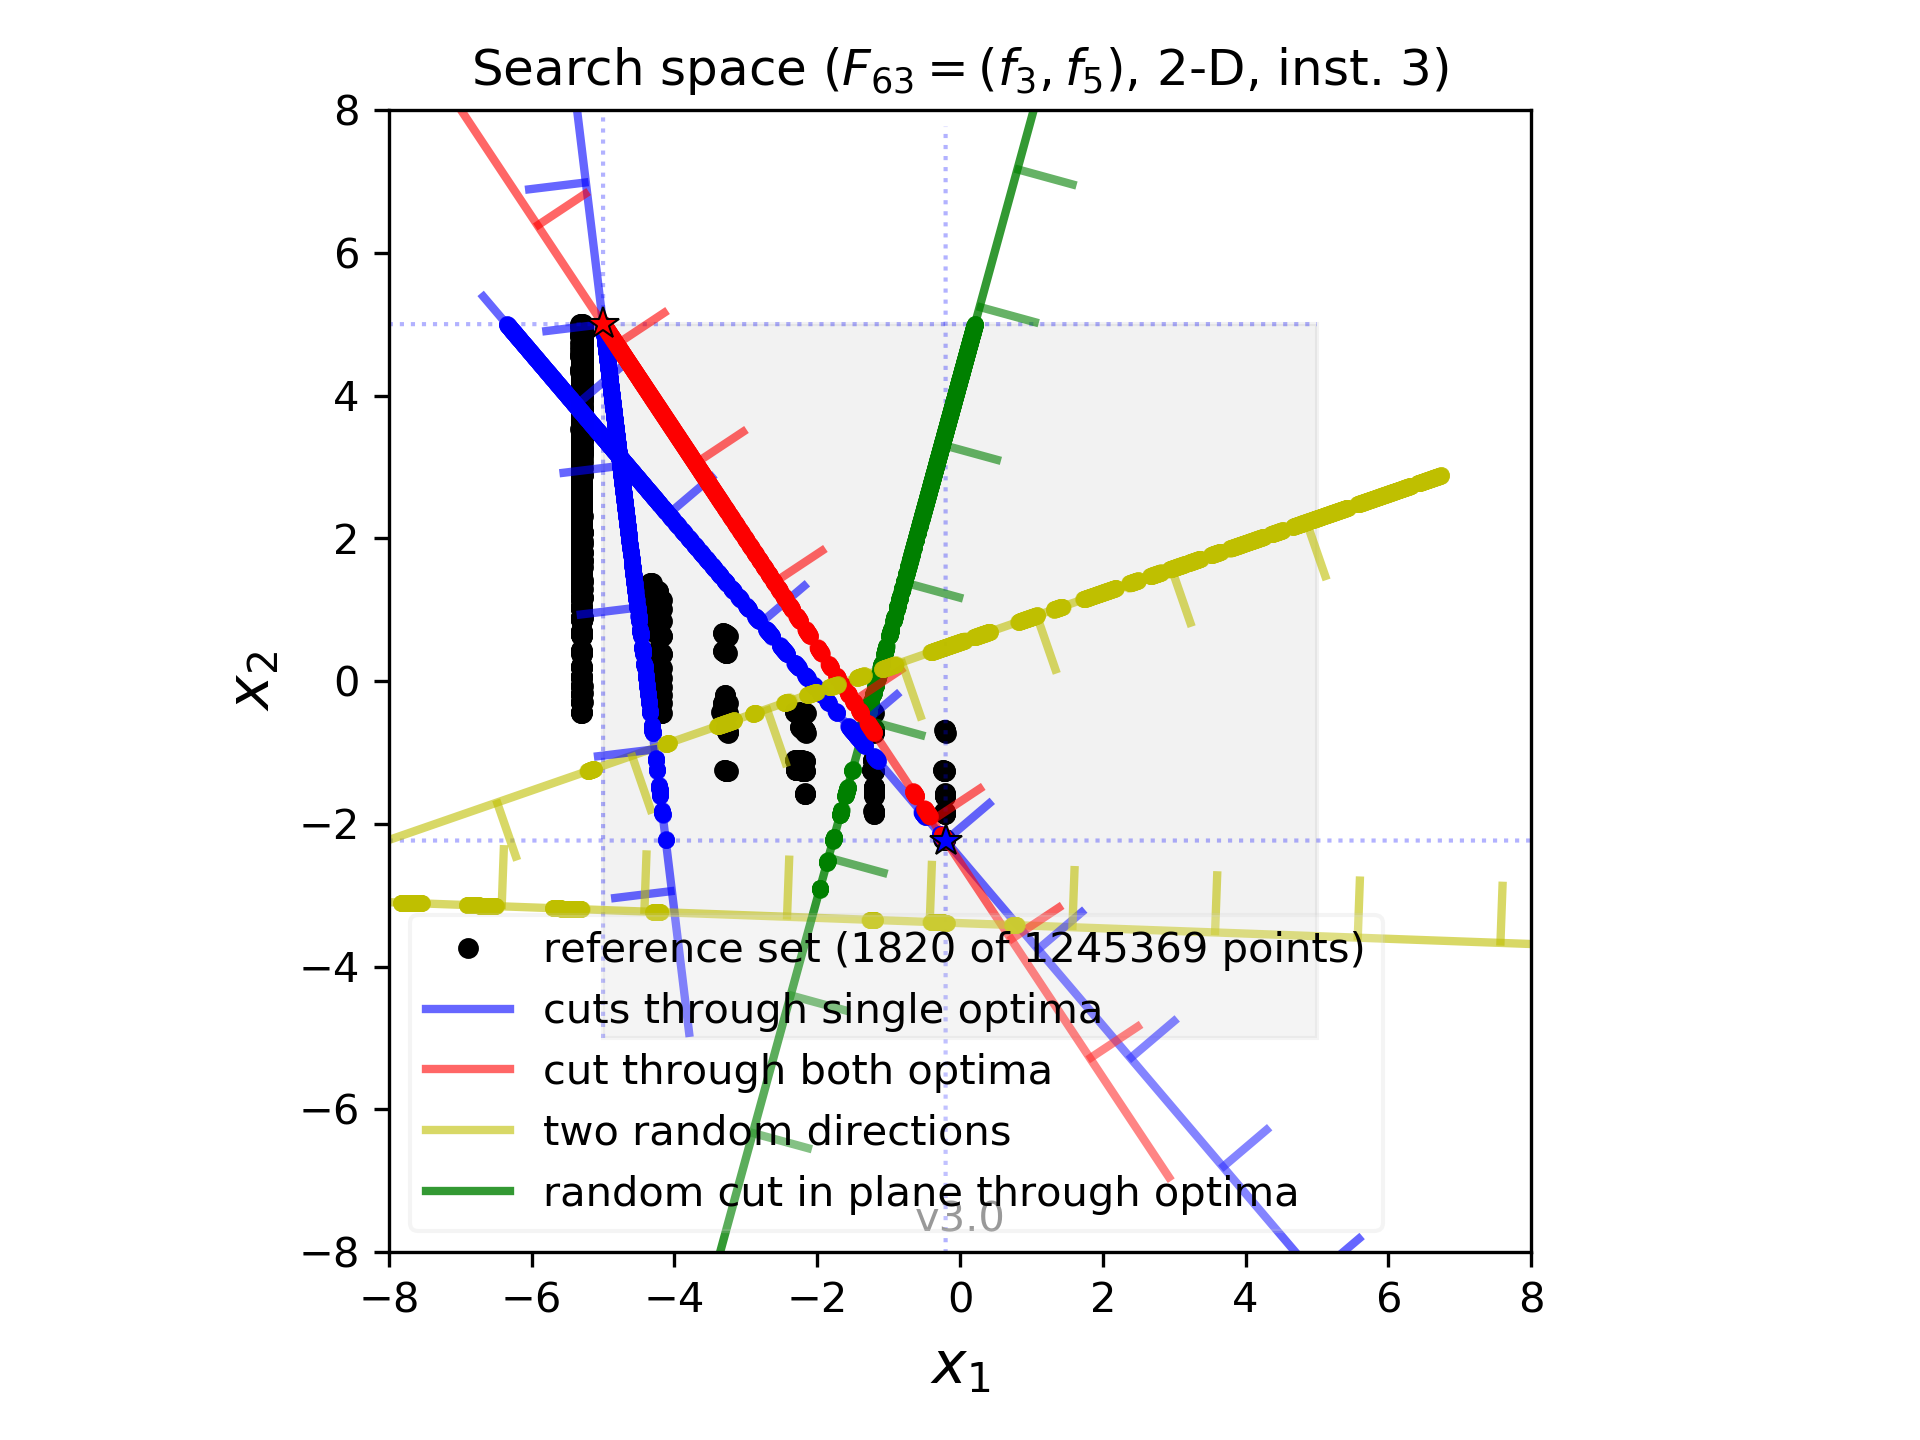 Search space (F63 = (f3, f5), 2-D, inst. 3)
8
6
4
2
0
−2
−4
−6
−8
x2
reference set (1820 of 1245369 points)
cuts through single optima
cut through both optima
two random directions
random cut in plane through optima
v3.0
−8 −6 −4 −2 0 2 4 6 8
x1